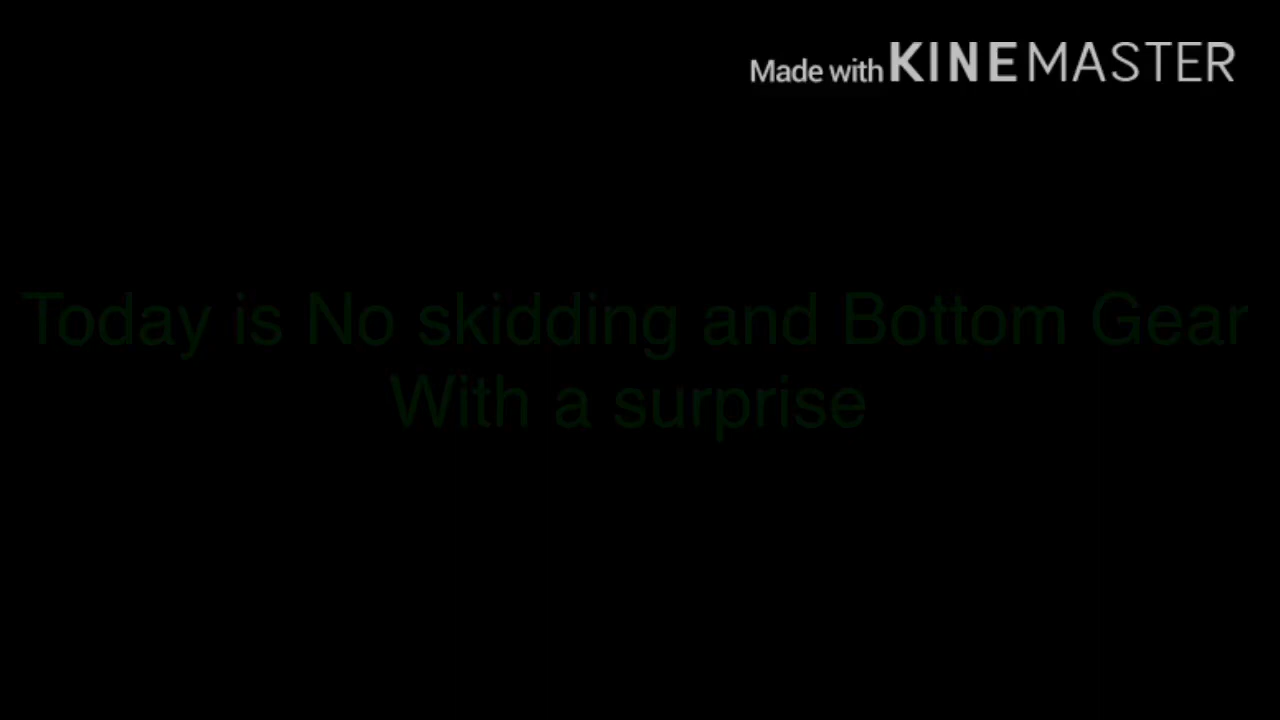 Made with KINEMASTER
Today is No skidding and Bottom Gear
With a surprise